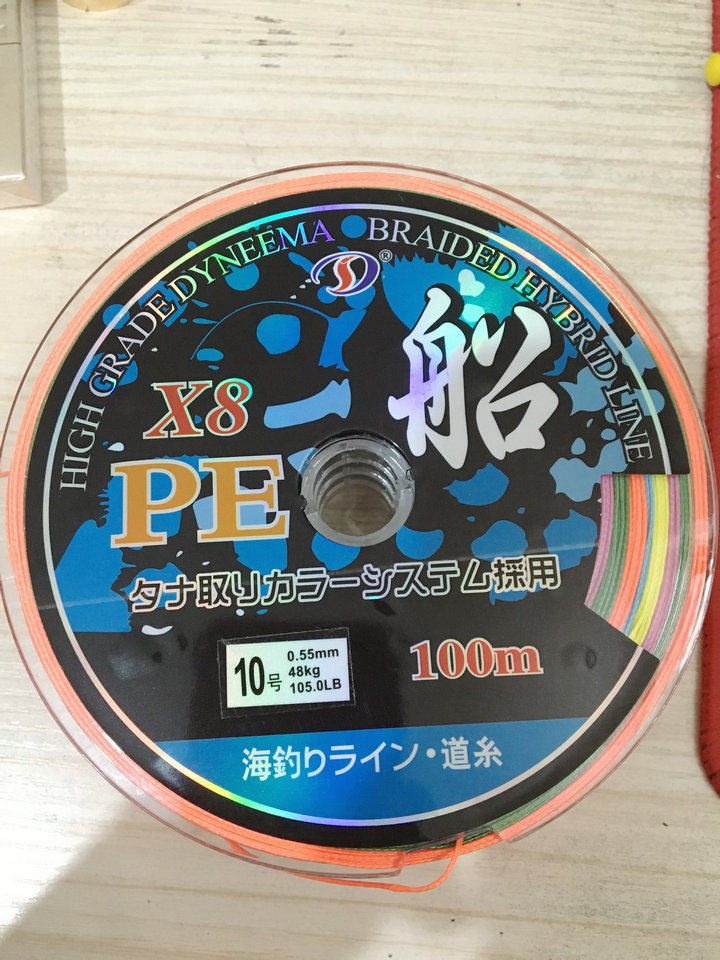 HIGH GRADE DYNEEMA BRAIDED HYBRID LINE
®
船
X8
PE
タナ取りカラーシステム採用
10号
0.55mm
48kg
105.0LB
100m
海釣りライン・道糸